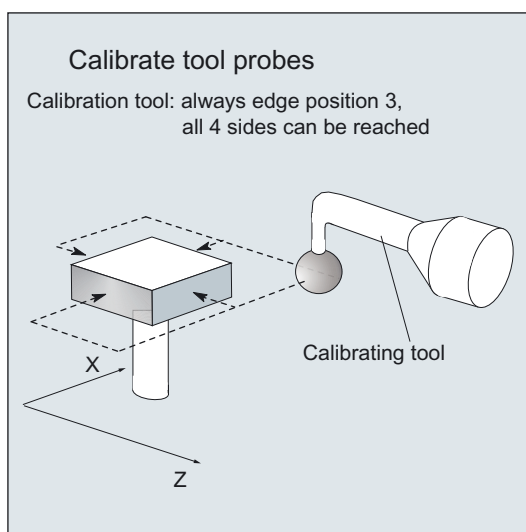 Calibrate tool probes
Calibration tool: always edge position 3,
all 4 sides can be reached
Calibrating tool
X
Z